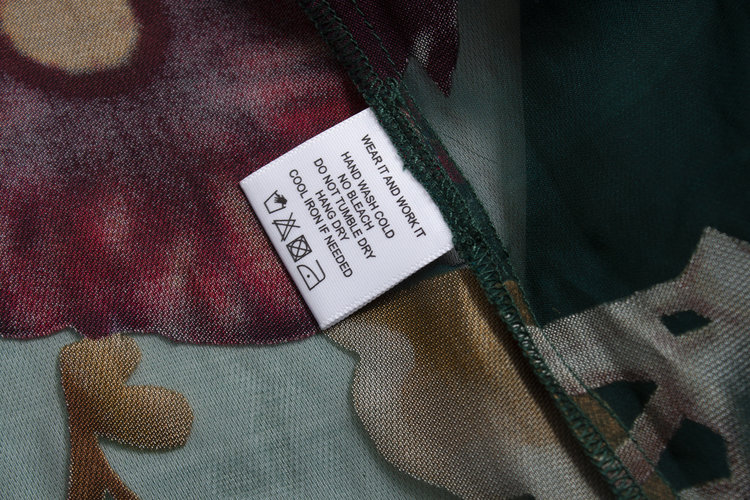 WEAR IT AND WORK IT
HAND WASH COLD
NO BLEACH
DO NOT TUMBLE DRY
HANG DRY
COOL IRON IF NEEDED